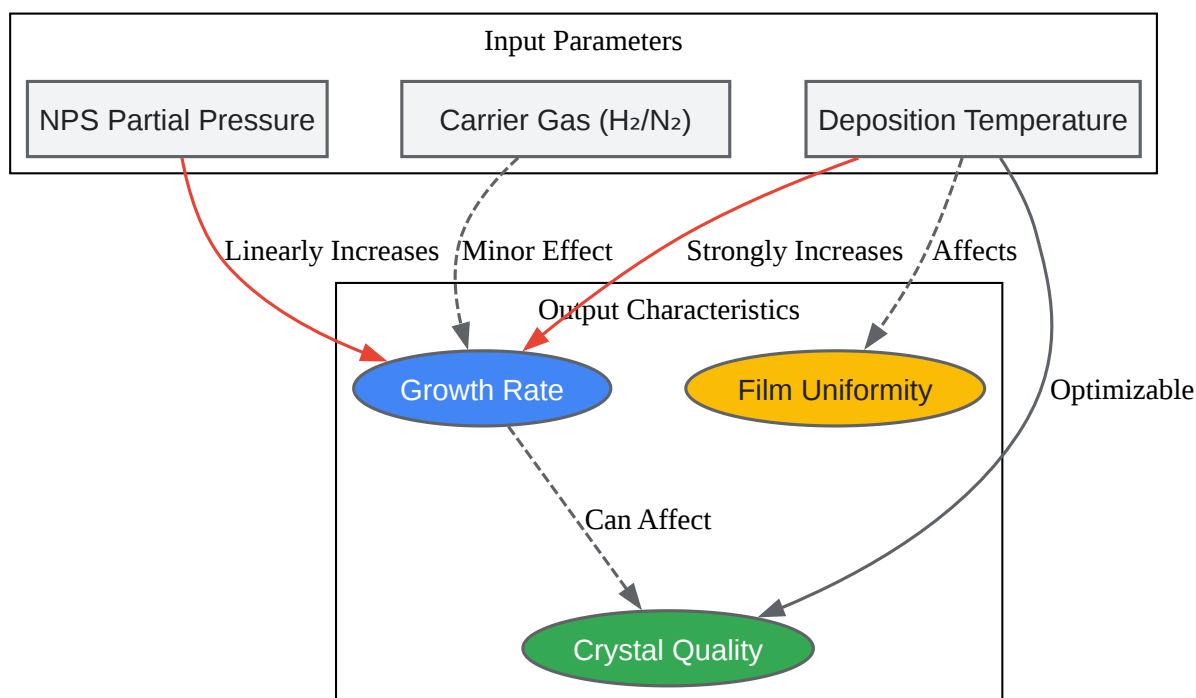 Input Parameters
NPS Partial Pressure
Carrier Gas (H₂/N₂)
Deposition Temperature
Linearly Increases
Minor Effect
Strongly Increases
Affects
Output Characteristics
Growth Rate
Film Uniformity
Optimizable
Can Affect
Crystal Quality